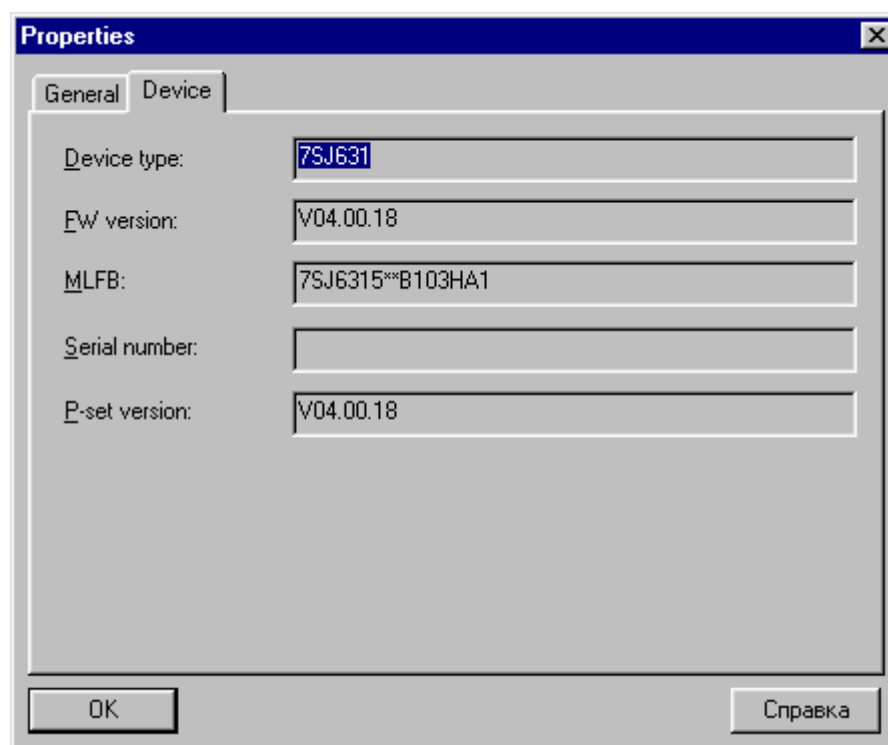 Properties
General Device
Device type: 7SJ631
FW version: V04.00.18
MLFB: 7SJ6315**B103HA1
Serial number:
P-set version: V04.00.18
OK Справка